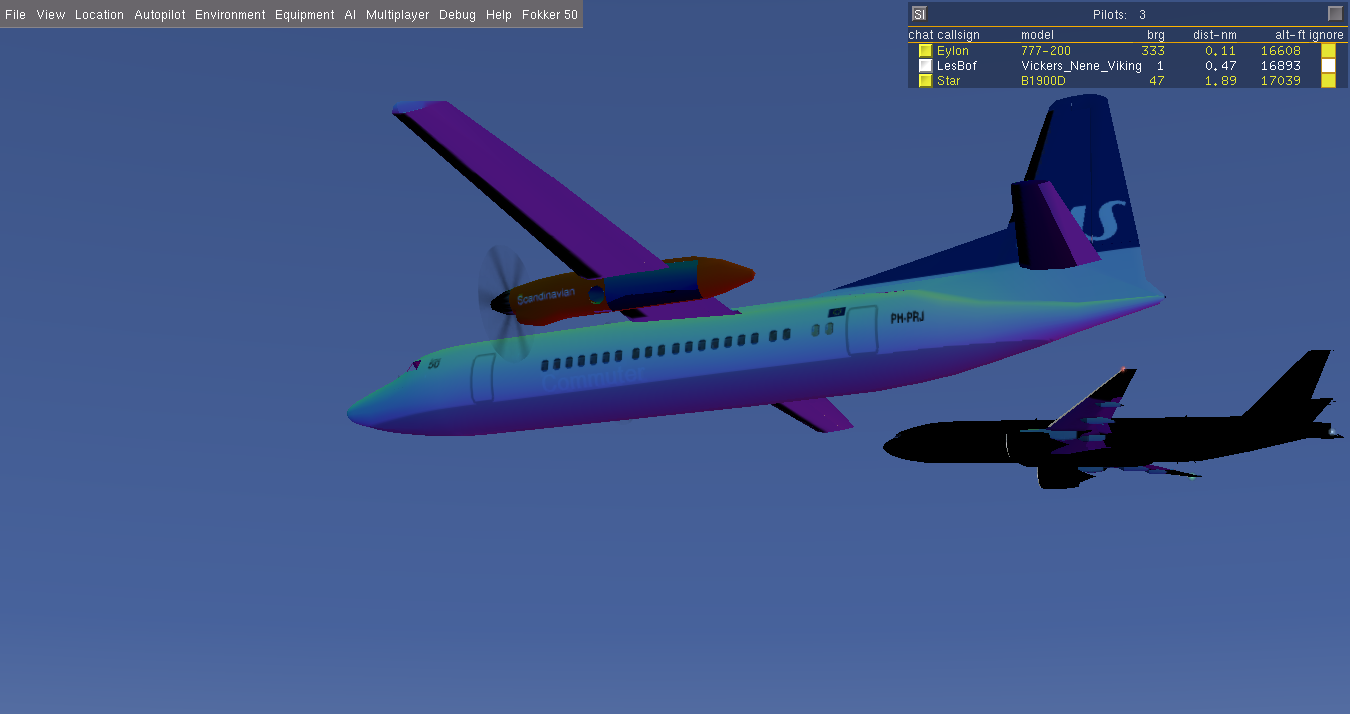 File View Location Autopilot Environment Equipment AI Multiplayer Debug Help Fokker 50
SI Pilots: 3
chat callsign model brg dist-nm alt-ft ignore
Eylon 777-200 333 0.11 16608
LesBof Vickers_Nene_Viking 1 0.47 16893
Star B1900D 47 1.89 17039
Scandinavian
50
Commuter
PH-PRJ